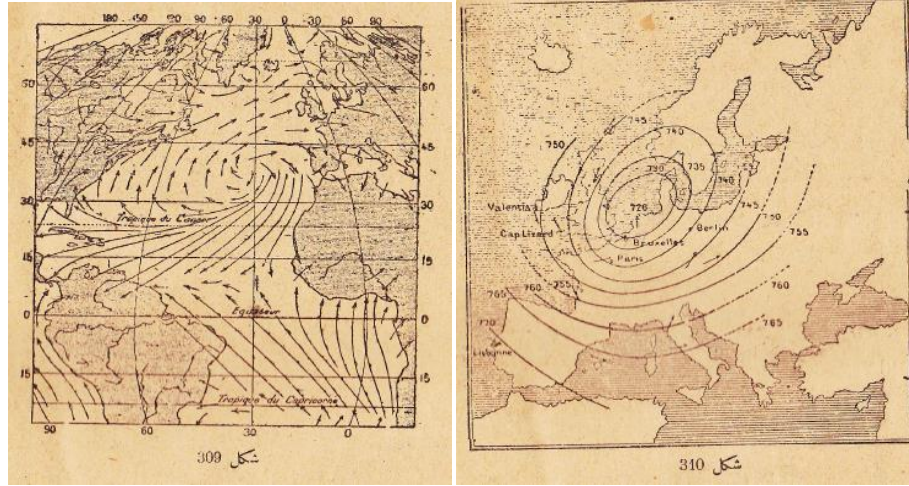 180 150 120 90 60 30 0 30 60 80
60 60
45 45
30 30
15 15
0 0
15 15
Tropique du Cancer
Equateur
Tropique du Capricorne
90 60 30 0
شكل 309
745
740
750
735
730
740
Valentia
728
745
750
Cap Lizard
Berlin
755
Bruxelles
Paris
765 760 755
760
770
765
Lisbonne
شكل 310